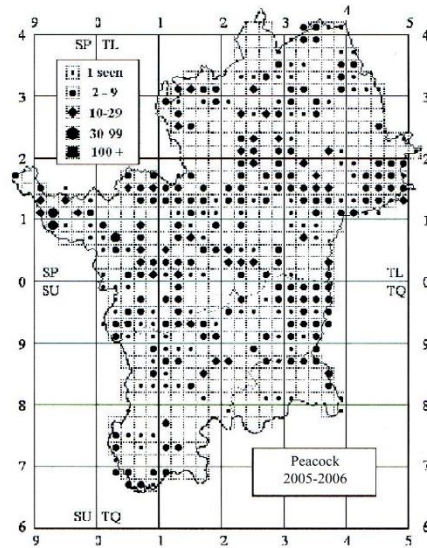 9 0 1 2 3 4 5
4 4
SP TL
1 seen
2 - 9
10-29
30 99
100 +
3 3
2 2
1 1
SP TL
0 0
SU TQ
9 9
8 8
7 7
Peacock
2005-2006
SU TQ
6 6
9 0 1 2 3 4 5